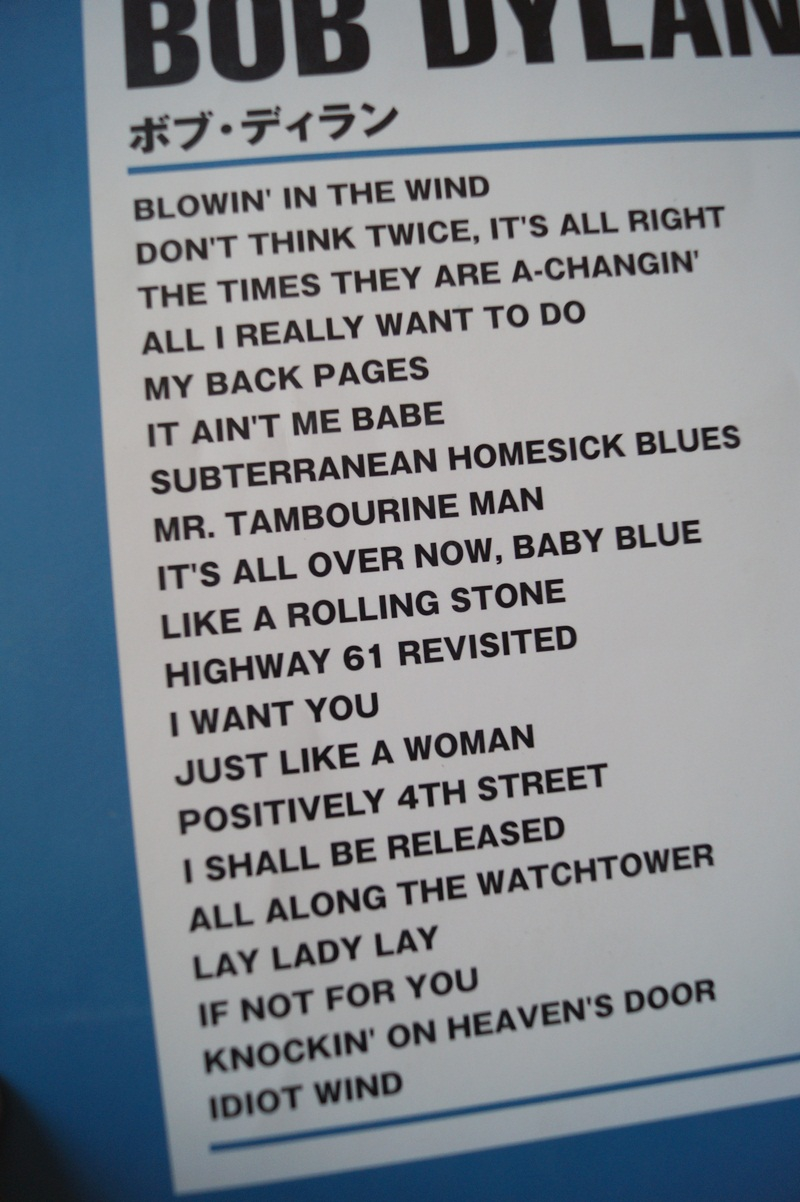 BOB DYLAN
ボブ・ディラン
BLOWIN' IN THE WIND
DON'T THINK TWICE, IT'S ALL RIGHT
THE TIMES THEY ARE A-CHANGIN'
ALL I REALLY WANT TO DO
MY BACK PAGES
IT AIN'T ME BABE
SUBTERRANEAN HOMESICK BLUES
MR. TAMBOURINE MAN
IT'S ALL OVER NOW, BABY BLUE
LIKE A ROLLING STONE
HIGHWAY 61 REVISITED
I WANT YOU
JUST LIKE A WOMAN
POSITIVELY 4TH STREET
I SHALL BE RELEASED
ALL ALONG THE WATCHTOWER
LAY LADY LAY
IF NOT FOR YOU
KNOCKIN' ON HEAVEN'S DOOR
IDIOT WIND